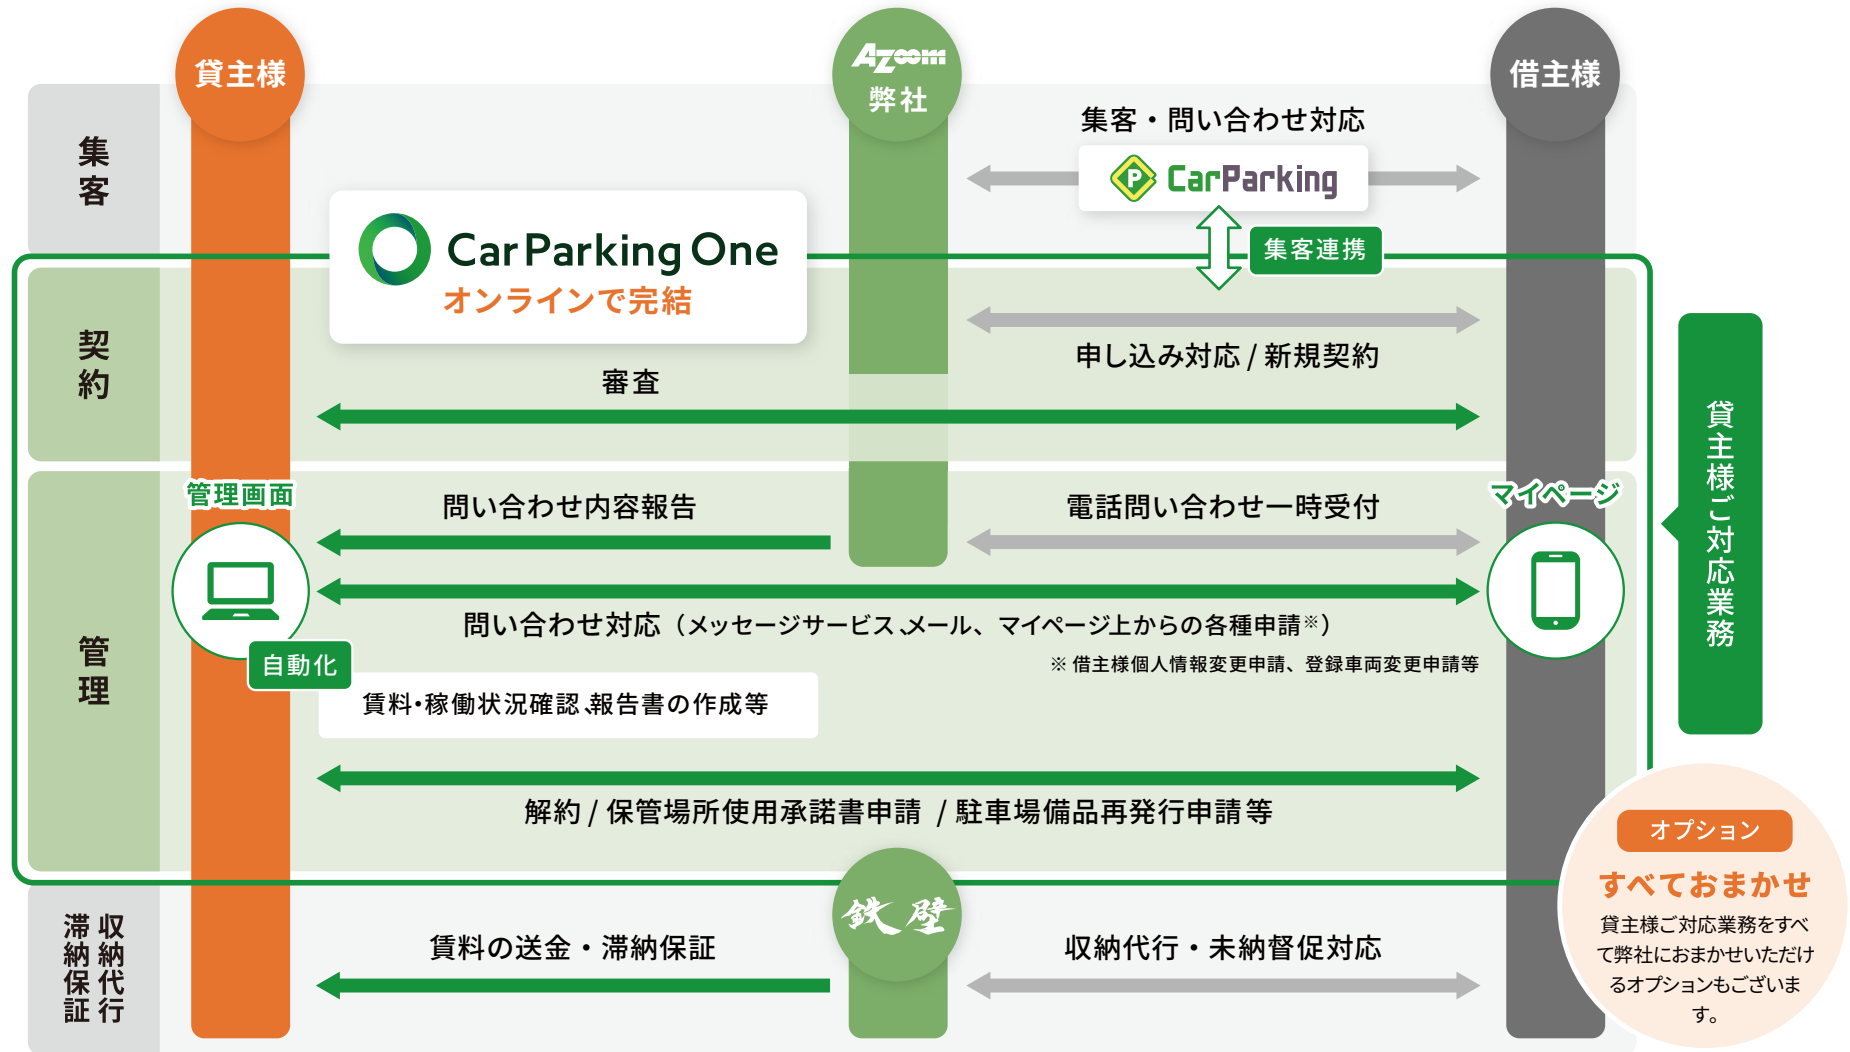 貸主様
Azoom
弊社
借主様
集客
集客・問い合わせ対応
P CarParking
集客連携
CarParking One
オンラインで完結
契約
申し込み対応 / 新規契約
審査
管理
管理画面
問い合わせ内容報告
電話問い合わせ一時受付
マイページ
問い合わせ対応（メッセージサービス、メール、マイページ上からの各種申請※）
※ 借主様個人情報変更申請、登録車両変更申請等
自動化
賃料・稼働状況確認、報告書の作成等
解約 / 保管場所使用承諾書申請 / 駐車場備品再発行申請等
貸主様ご対応業務
収納代行
滞納保証
鉄壁
賃料の送金・滞納保証
収納代行・未納督促対応
オプション
すべておまかせ
貸主様ご対応業務をすべ
て弊社におまかせいただけ
るオプションもございま
す。